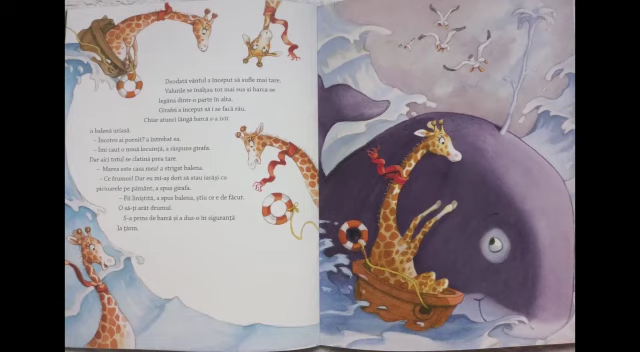 Deodată vântul a început să sufle mai tare.
Valurile se înălțau tot mai sus și barca se
legăna dintr-o parte în alta.
Girafei a început să i se facă rău.
Chiar atunci lângă barcă s-a ivit
o balenă uriașă.
– Încotro ai pornit? a întrebat ea.
– Îmi caut o nouă locuință, a răspuns girafa.
Dar aici totul se clatină prea tare.
– Marea este casa mea! a strigat balena.
– Ce frumos! Dar eu mi-aș dori să stau iarăși cu
picioarele pe pământ, a spus girafa.
– Fii liniștită, a spus balena, știu ce e de făcut.
O să-ți arăt drumul.
S-a prins de barcă și a dus-o în siguranță
la țărm.